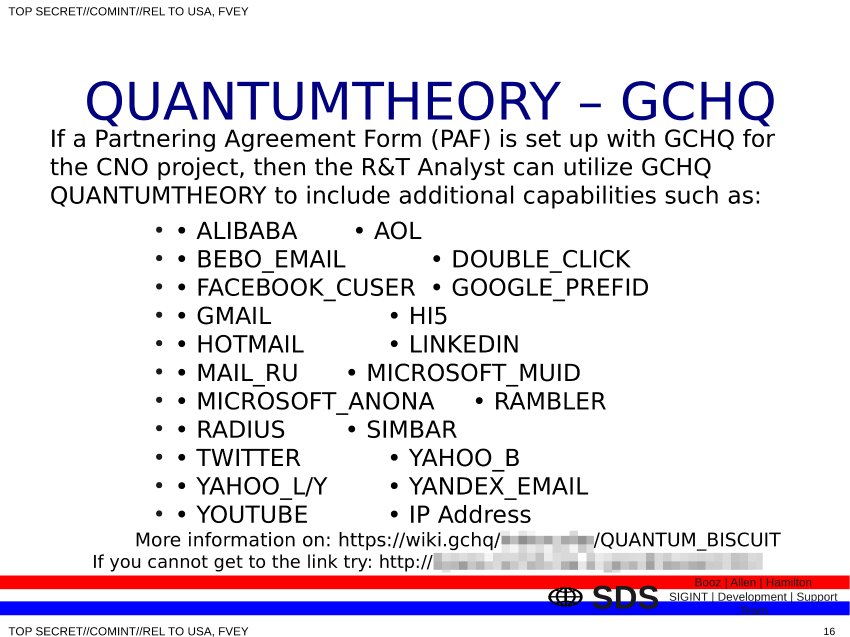 TOP SECRET//COMINT//REL TO USA, FVEY
QUANTUMTHEORY – GCHQ
If a Partnering Agreement Form (PAF) is set up with GCHQ for
the CNO project, then the R&T Analyst can utilize GCHQ
QUANTUMTHEORY to include additional capabilities such as:
• • ALIBABA • AOL
• • BEBO_EMAIL • DOUBLE_CLICK
• • FACEBOOK_CUSER • GOOGLE_PREFID
• • GMAIL • HI5
• • HOTMAIL • LINKEDIN
• • MAIL_RU • MICROSOFT_MUID
• • MICROSOFT_ANONA • RAMBLER
• • RADIUS • SIMBAR
• • TWITTER • YAHOO_B
• • YAHOO_L/Y • YANDEX_EMAIL
• • YOUTUBE • IP Address
More information on: https://wiki.gchq/ /QUANTUM_BISCUIT
If you cannot get to the link try: http://
Booz | Allen | Hamilton
SDS SIGINT | Development | Support
TOP SECRET//COMINT//REL TO USA, FVEY
16